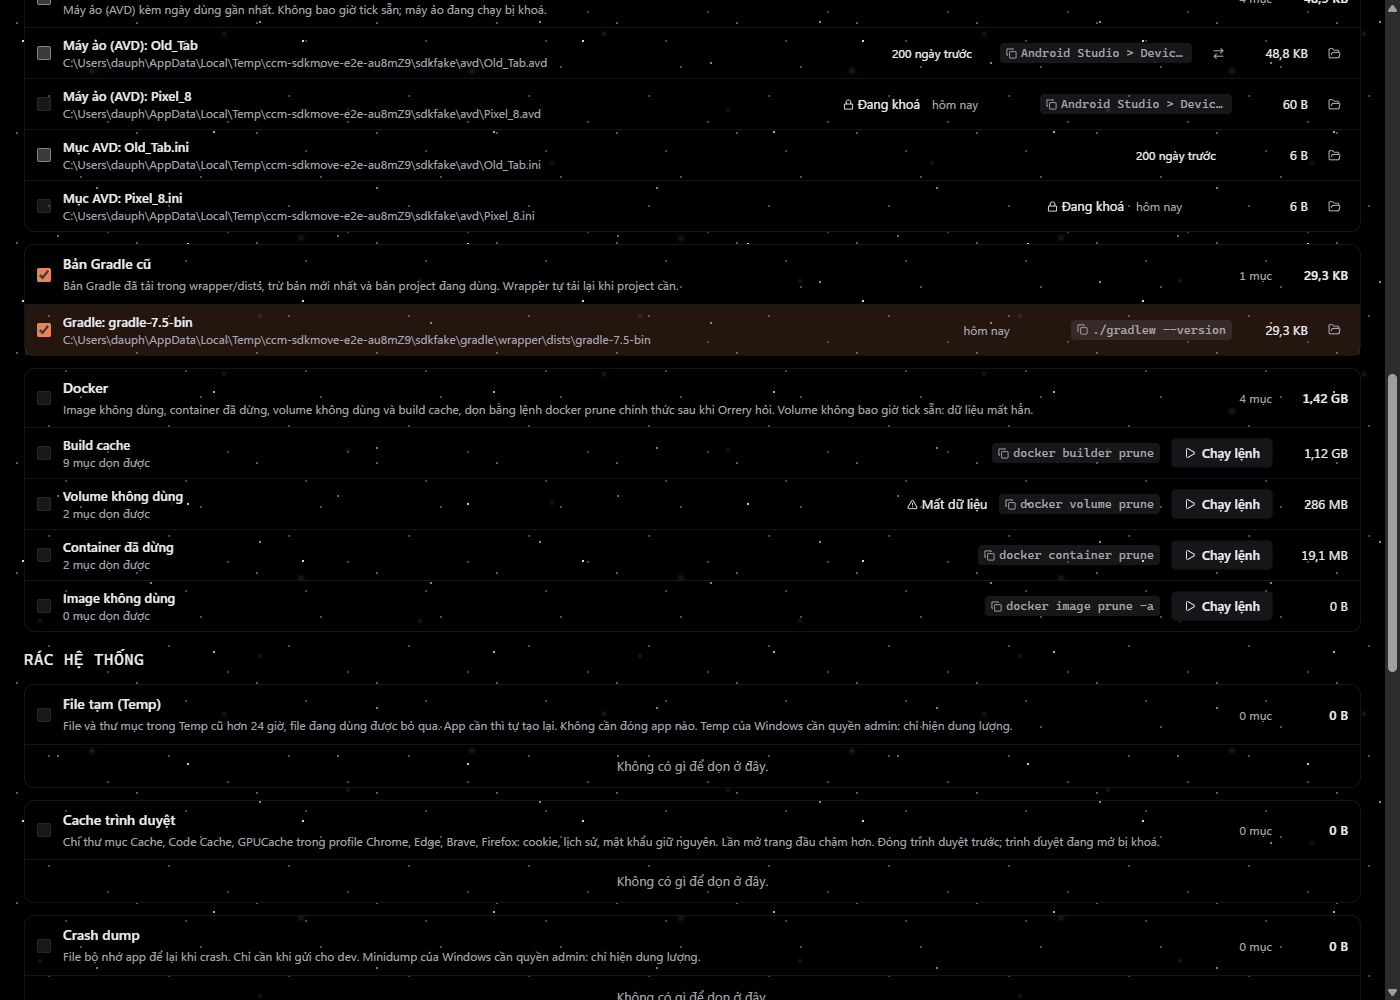 Máy ảo (AVD) kèm ngày dùng gần nhất. Không bao giờ tick sẵn; máy ảo đang chạy bị khoá.
4 mục 48,9 KB
Máy ảo (AVD): Old_Tab
C:\Users\dauph\AppData\Local\Temp\ccm-sdkmove-e2e-au8mZ9\sdkfake\avd\Old_Tab.avd
200 ngày trước Android Studio > Devic… 48,8 KB
Máy ảo (AVD): Pixel_8
C:\Users\dauph\AppData\Local\Temp\ccm-sdkmove-e2e-au8mZ9\sdkfake\avd\Pixel_8.avd
Đang khoá hôm nay Android Studio > Devic… 60 B
Mục AVD: Old_Tab.ini
C:\Users\dauph\AppData\Local\Temp\ccm-sdkmove-e2e-au8mZ9\sdkfake\avd\Old_Tab.ini
200 ngày trước 6 B
Mục AVD: Pixel_8.ini
C:\Users\dauph\AppData\Local\Temp\ccm-sdkmove-e2e-au8mZ9\sdkfake\avd\Pixel_8.ini
Đang khoá hôm nay 6 B
Bản Gradle cũ
Bản Gradle đã tải trong wrapper/dists, trừ bản mới nhất và bản project đang dùng. Wrapper tự tải lại khi project cần.
1 mục 29,3 KB
Gradle: gradle-7.5-bin
C:\Users\dauph\AppData\Local\Temp\ccm-sdkmove-e2e-au8mZ9\sdkfake\gradle\wrapper\dists\gradle-7.5-bin
hôm nay ./gradlew --version 29,3 KB
Docker
Image không dùng, container đã dừng, volume không dùng và build cache, dọn bằng lệnh docker prune chính thức sau khi Orrery hỏi. Volume không bao giờ tick sẵn: dữ liệu mất hẳn.
4 mục 1,42 GB
Build cache
9 mục dọn được
docker builder prune Chạy lệnh 1,12 GB
Volume không dùng
2 mục dọn được
Mất dữ liệu docker volume prune Chạy lệnh 286 MB
Container đã dừng
2 mục dọn được
docker container prune Chạy lệnh 19,1 MB
Image không dùng
0 mục dọn được
docker image prune -a Chạy lệnh 0 B
RÁC HỆ THỐNG
File tạm (Temp)
File và thư mục trong Temp cũ hơn 24 giờ, file đang dùng được bỏ qua. App cần thì tự tạo lại. Không cần đóng app nào. Temp của Windows cần quyền admin: chỉ hiện dung lượng.
0 mục 0 B
Không có gì để dọn ở đây.
Cache trình duyệt
Chỉ thư mục Cache, Code Cache, GPUCache trong profile Chrome, Edge, Brave, Firefox: cookie, lịch sử, mật khẩu giữ nguyên. Lần mở trang đầu chậm hơn. Đóng trình duyệt trước; trình duyệt đang mở bị khoá.
0 mục 0 B
Không có gì để dọn ở đây.
Crash dump
File bộ nhớ app để lại khi crash. Chỉ cần khi gửi cho dev. Minidump của Windows cần quyền admin: chỉ hiện dung lượng.
0 mục 0 B
Không có gì để dọn ở đây.